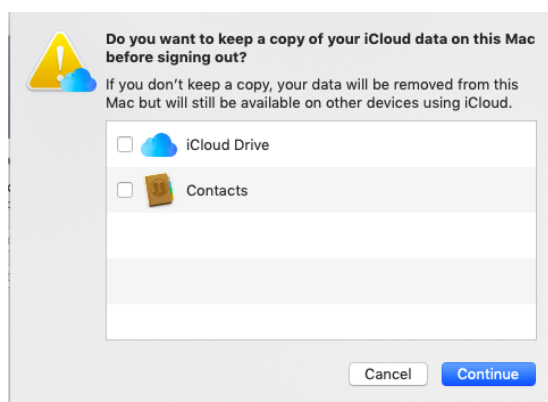 Do you want to keep a copy of your iCloud data on this Mac
before signing out?
If you don't keep a copy, your data will be removed from this
Mac but will still be available on other devices using iCloud.
iCloud Drive
Contacts
Cancel
Continue